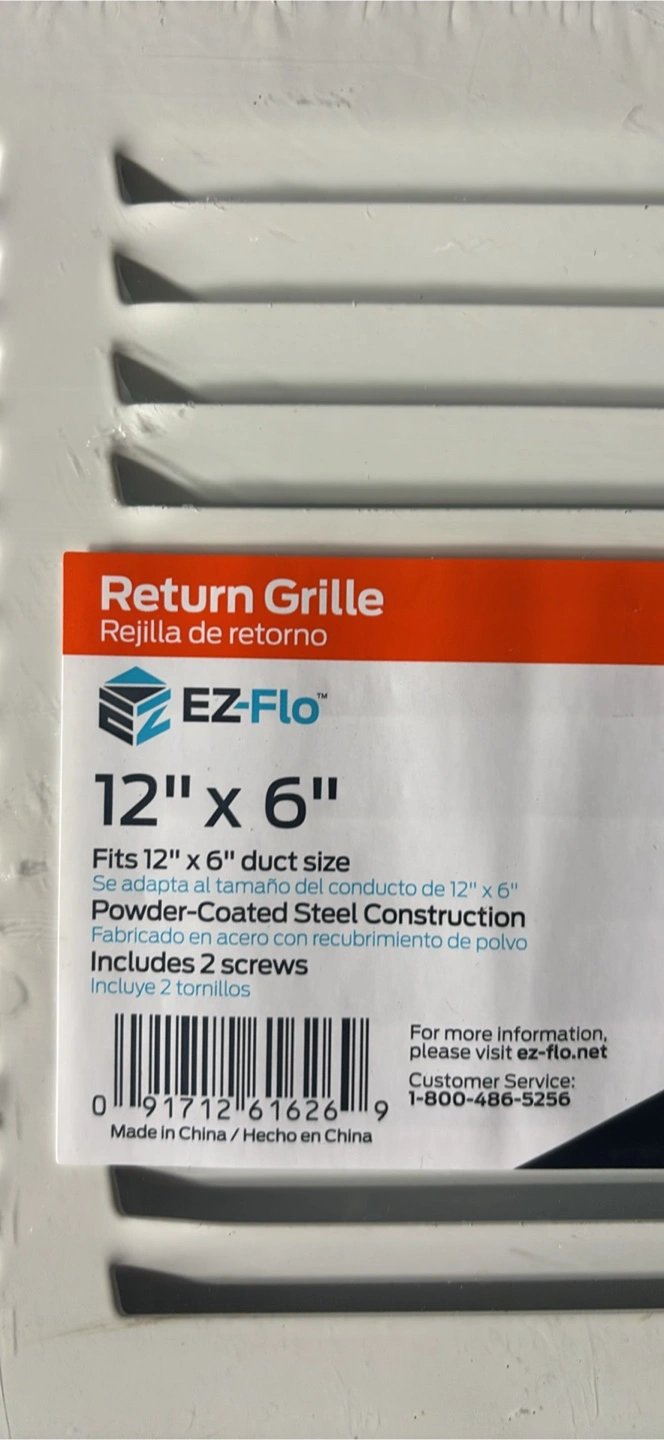 Return Grille
Rejilla de retorno
EZ-Flo™
12" x 6"
Fits 12" x 6" duct size
Se adapta al tamaño del conducto de 12" x 6"
Powder-Coated Steel Construction
Fabricado en acero con recubrimiento de polvo
Includes 2 screws
Incluye 2 tornillos
0 91712 61626 9
Made in China / Hecho en China
For more information,
please visit ez-flo.net
Customer Service:
1-800-486-5256